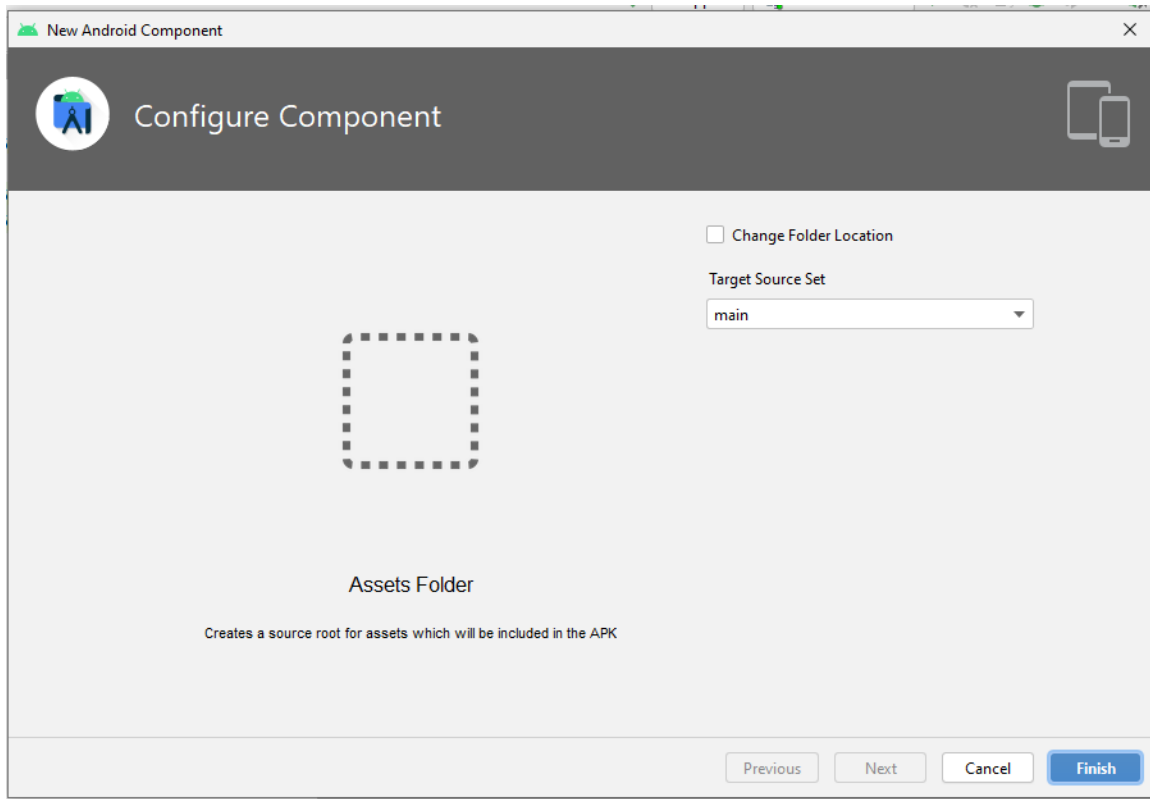 New Android Component
Configure Component
Change Folder Location
Target Source Set
main
Assets Folder
Creates a source root for assets which will be included in the APK
Previous
Next
Cancel
Finish